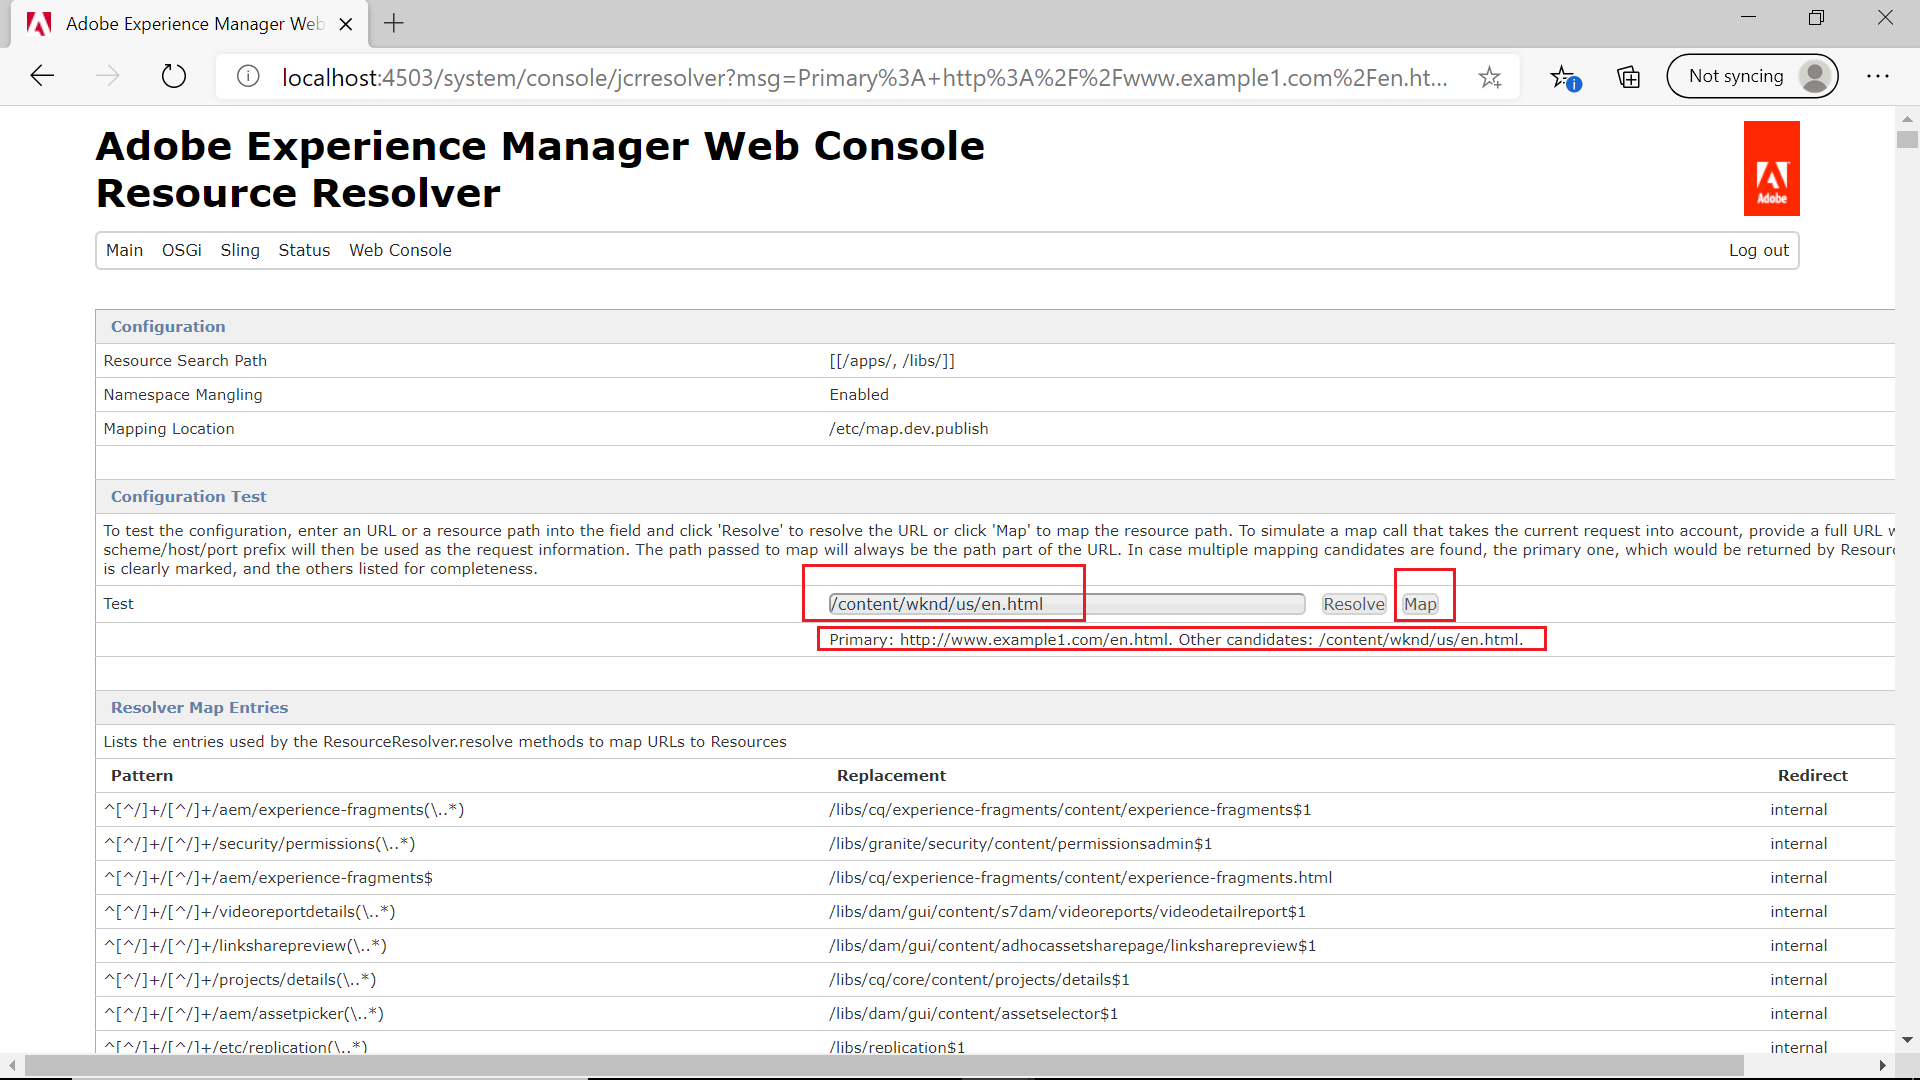 Adobe Experience Manager Web
localhost:4503/system/console/jcrresolver?msg=Primary%3A+http%3A%2F%2Fwww.example1.com%2Fen.ht...
Not syncing
Adobe Experience Manager Web Console
Resource Resolver
Adobe
Main OSGi Sling Status Web Console Log out
Configuration
Resource Search Path [[/apps/, /libs/]]
Namespace Mangling Enabled
Mapping Location /etc/map.dev.publish
Configuration Test
To test the configuration, enter an URL or a resource path into the field and click 'Resolve' to resolve the URL or click 'Map' to map the resource path. To simulate a map call that takes the current request into account, provide a full URL
scheme/host/port prefix will then be used as the request information. The path passed to map will always be the path part of the URL. In case multiple mapping candidates are found, the primary one, which would be returned by
is clearly marked, and the others listed for completeness.
Test /content/wknd/us/en.html Resolve Map
Primary: http://www.example1.com/en.html. Other candidates: /content/wknd/us/en.html.
Resolver Map Entries
Lists the entries used by the ResourceResolver.resolve methods to map URLs to Resources
Pattern Replacement Redirect
^[^/]+/[^/]+/aem/experience-fragments(\..*) /libs/cq/experience-fragments/content/experience-fragments$1 internal
^[^/]+/[^/]+/security/permissions(\..*) /libs/granite/security/content/permissionsadmin$1 internal
^[^/]+/[^/]+/aem/experience-fragments$ /libs/cq/experience-fragments/content/experience-fragments.html internal
^[^/]+/[^/]+/videoreportdetails(\..*) /libs/dam/gui/content/s7dam/videoreports/videodetailreport$1 internal
^[^/]+/[^/]+/linksharepreview(\..*) /libs/dam/gui/content/adhocassetsharepage/linksharepreview$1 internal
^[^/]+/[^/]+/projects/details(\..*) /libs/cq/core/content/projects/details$1 internal
^[^/]+/[^/]+/aem/assetpicker(\..*) /libs/dam/gui/content/assetselector$1 internal
^[^/]+/[^/]+/etc/replication(\..*) /libs/replication$1 internal